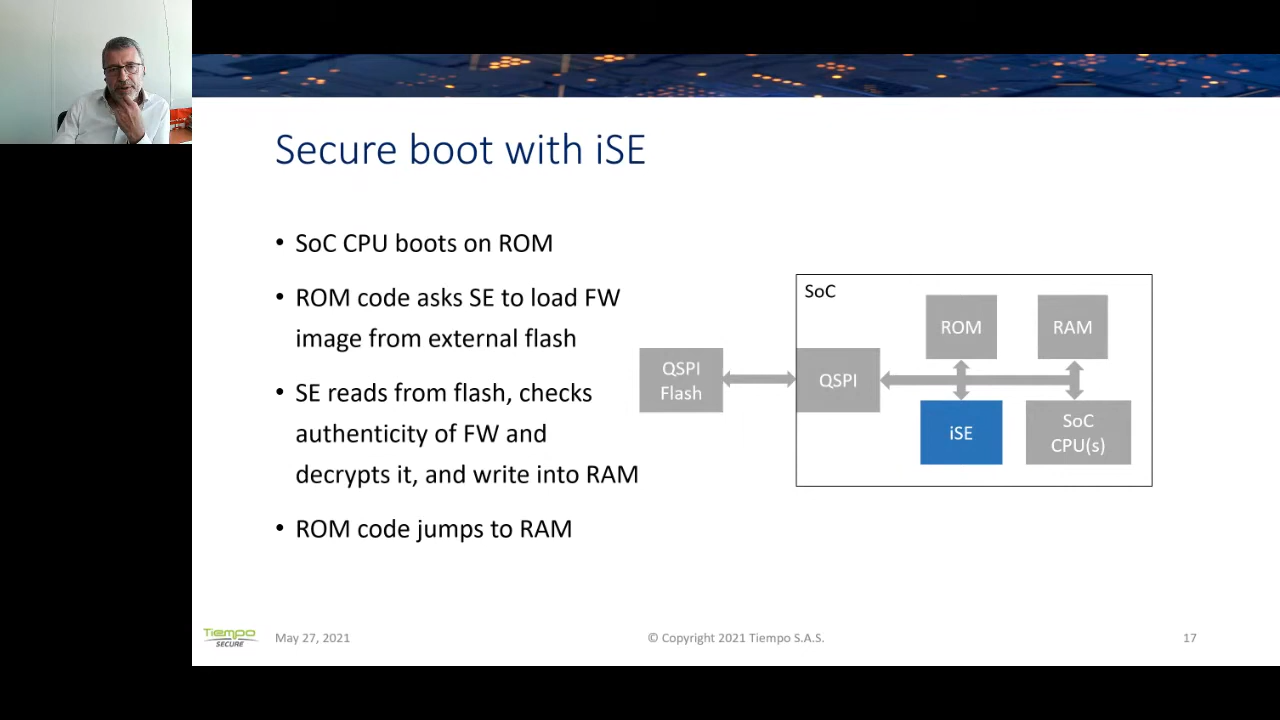 Secure boot with iSE
• SoC CPU boots on ROM
• ROM code asks SE to load FW
image from external flash
• SE reads from flash, checks
authenticity of FW and
decrypts it, and write into RAM
• ROM code jumps to RAM
SoC
ROM
RAM
QSPI
Flash
QSPI
iSE
SoC
CPU(s)
Tiempo
SECURE
May 27, 2021
© Copyright 2021 Tiempo S.A.S.
17